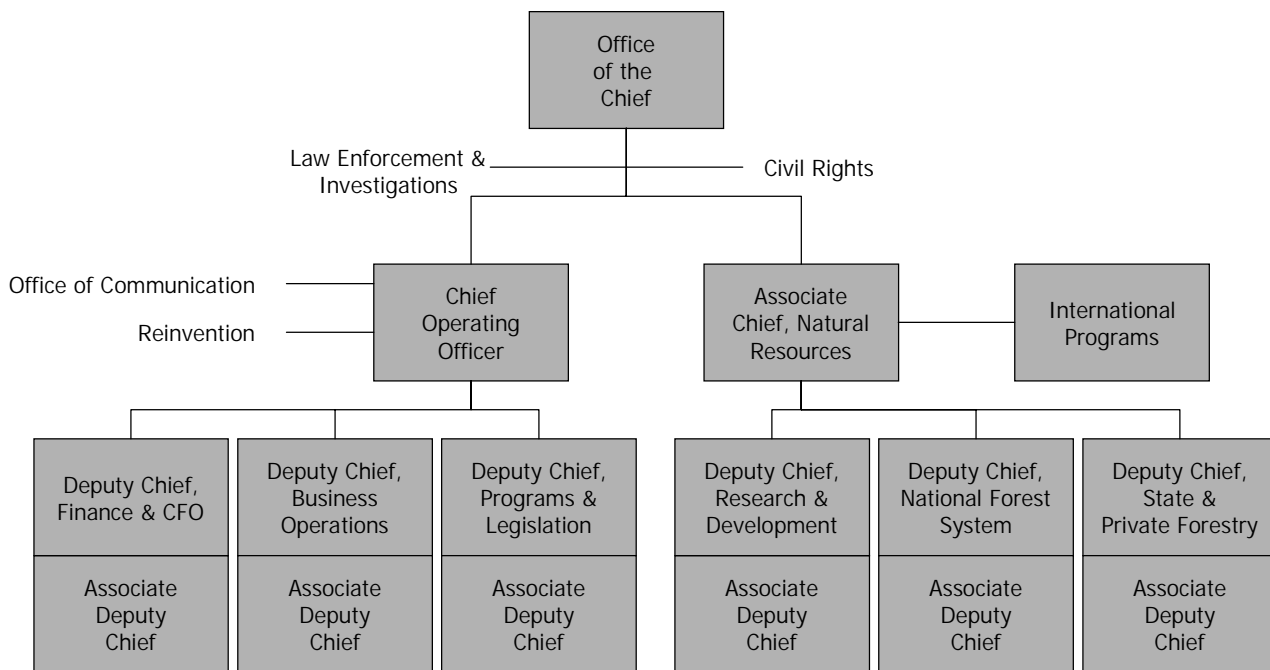 Office
of the
Chief
Law Enforcement &
Investigations
Civil Rights
Office of Communication
Reinvention
Chief
Operating
Officer
Associate
Chief, Natural
Resources
International
Programs
Deputy Chief,
Finance & CFO
Deputy Chief,
Business
Operations
Deputy Chief,
Programs &
Legislation
Deputy Chief,
Research &
Development
Deputy Chief,
National Forest
System
Deputy Chief,
State &
Private Forestry
Associate
Deputy
Chief
Associate
Deputy
Chief
Associate
Deputy
Chief
Associate
Deputy
Chief
Associate
Deputy
Chief
Associate
Deputy
Chief